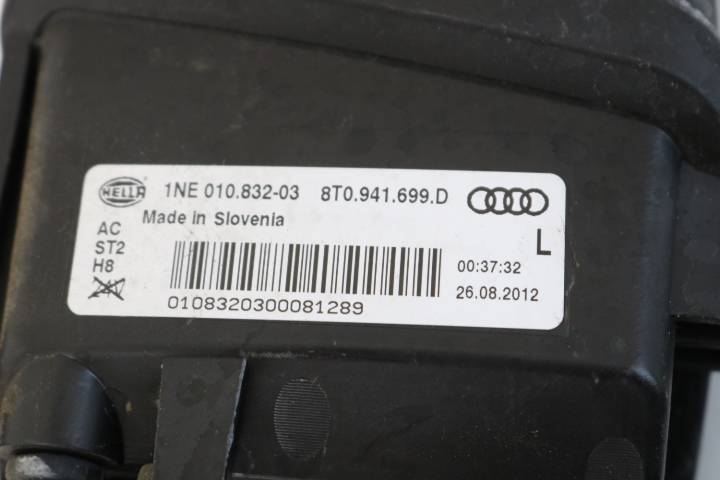 HELLA 1NE 010.832-03 8T0.941.699.D
Made in Slovenia
AC
ST2
H8
24V
L
00:37:32
26.08.2012
0108320300081289